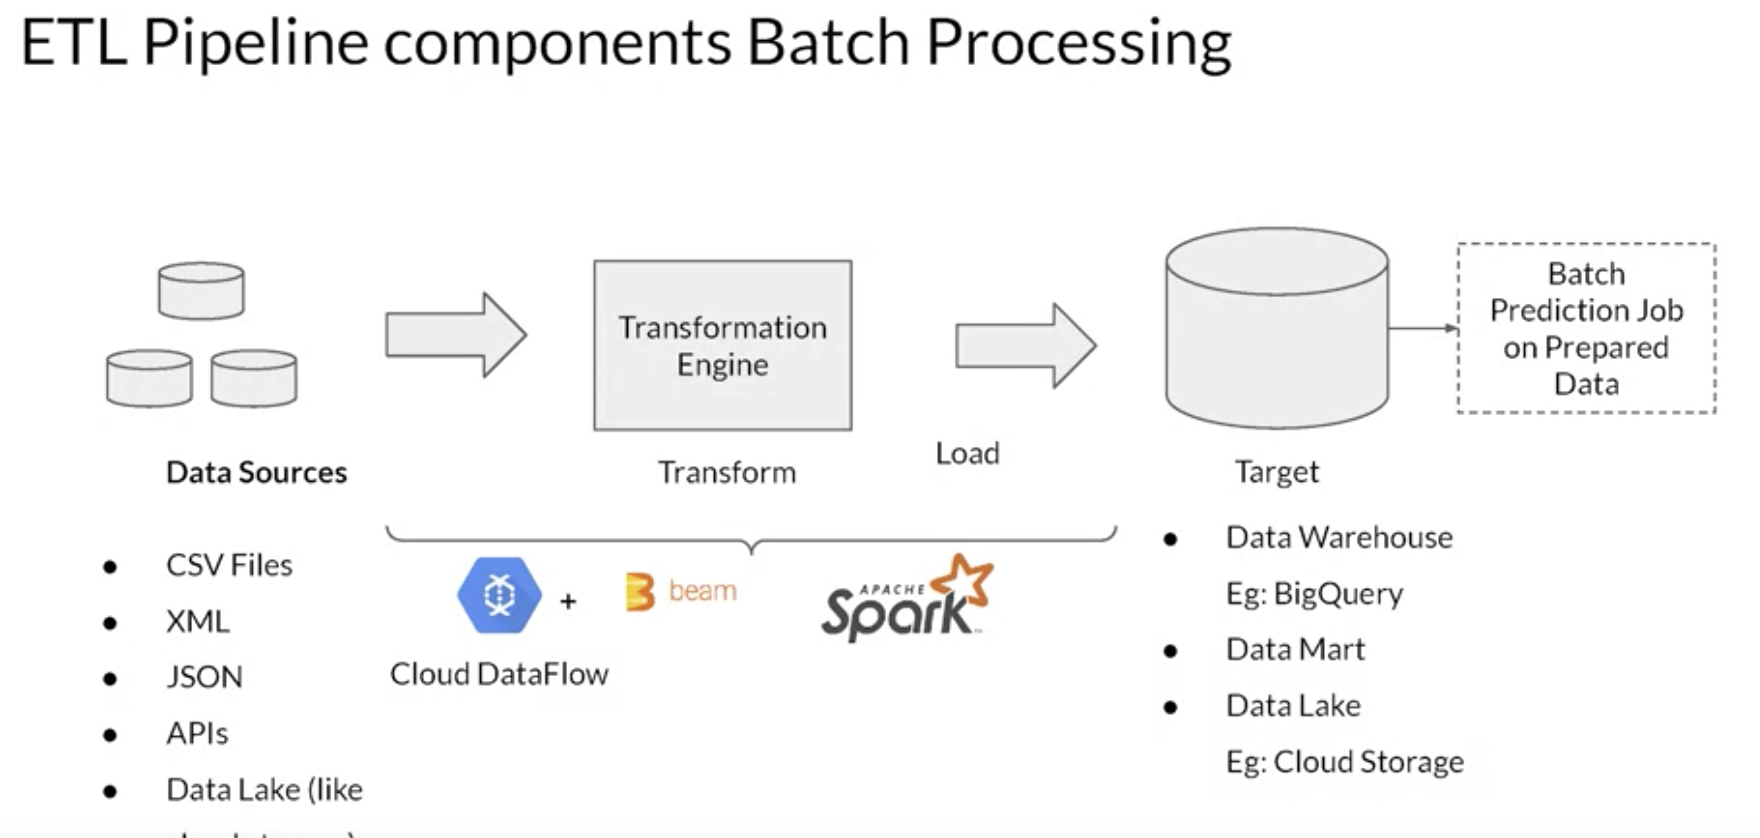 ETL Pipeline components Batch Processing
Transformation
Engine
Batch
Prediction Job
on Prepared
Data
Data Sources
Transform
Load
Target
● CSV Files
● XML
● JSON
● APIs
● Data Lake (like
+
beam
APACHE
Spark
Cloud DataFlow
● Data Warehouse
Eg: BigQuery
● Data Mart
● Data Lake
Eg: Cloud Storage